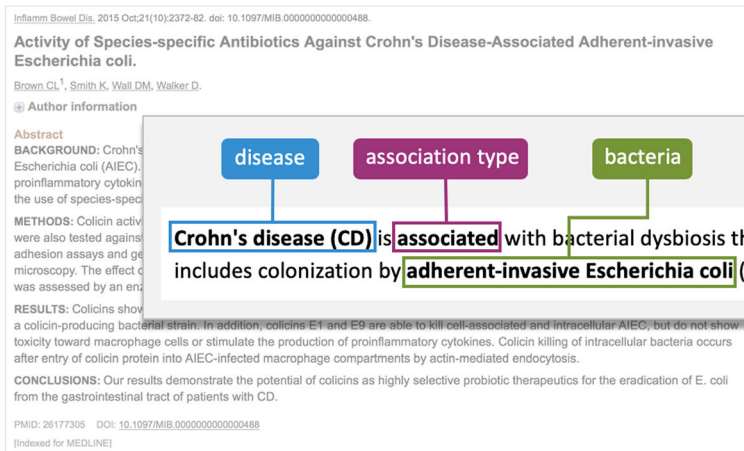 Inflamm Bowel Dis. 2015 Oct;21(10):2372-82. doi: 10.1097/MIB.0000000000000488.
Activity of Species-specific Antibiotics Against Crohn's Disease-Associated Adherent-invasive
Escherichia coli.
Brown CL1, Smith K, Wall DM, Walker D.
Author information
Abstract
BACKGROUND: Crohn's
Escherichia coli (AIEC).
proinflammatory cytokin
the use of species-spec
METHODS: Colicin activ
were also tested against
adhesion assays and ge
microscopy. The effect
was assessed by an
RESULTS: Colicins show
disease
association type
bacteria
Crohn's disease (CD) is associated with bacterial dysbiosis th
includes colonization by adherent-invasive Escherichia coli (
a colicin-producing bacterial strain. In addition, colicins E1 and E9 are able to kill cell-associated and intracellular AIEC, but do not show
toxicity toward macrophage cells or stimulate the production of proinflammatory cytokines. Colicin killing of intracellular bacteria occurs
after entry of colicin protein into AIEC-infected macrophage compartments by actin-mediated endocytosis.
CONCLUSIONS: Our results demonstrate the potential of colicins as highly selective probiotic therapeutics for the eradication of E. coli
from the gastrointestinal tract of patients with CD.
PMID: 26177305 DOI: 10.1097/MIB.0000000000000488
[Indexed for MEDLINE]